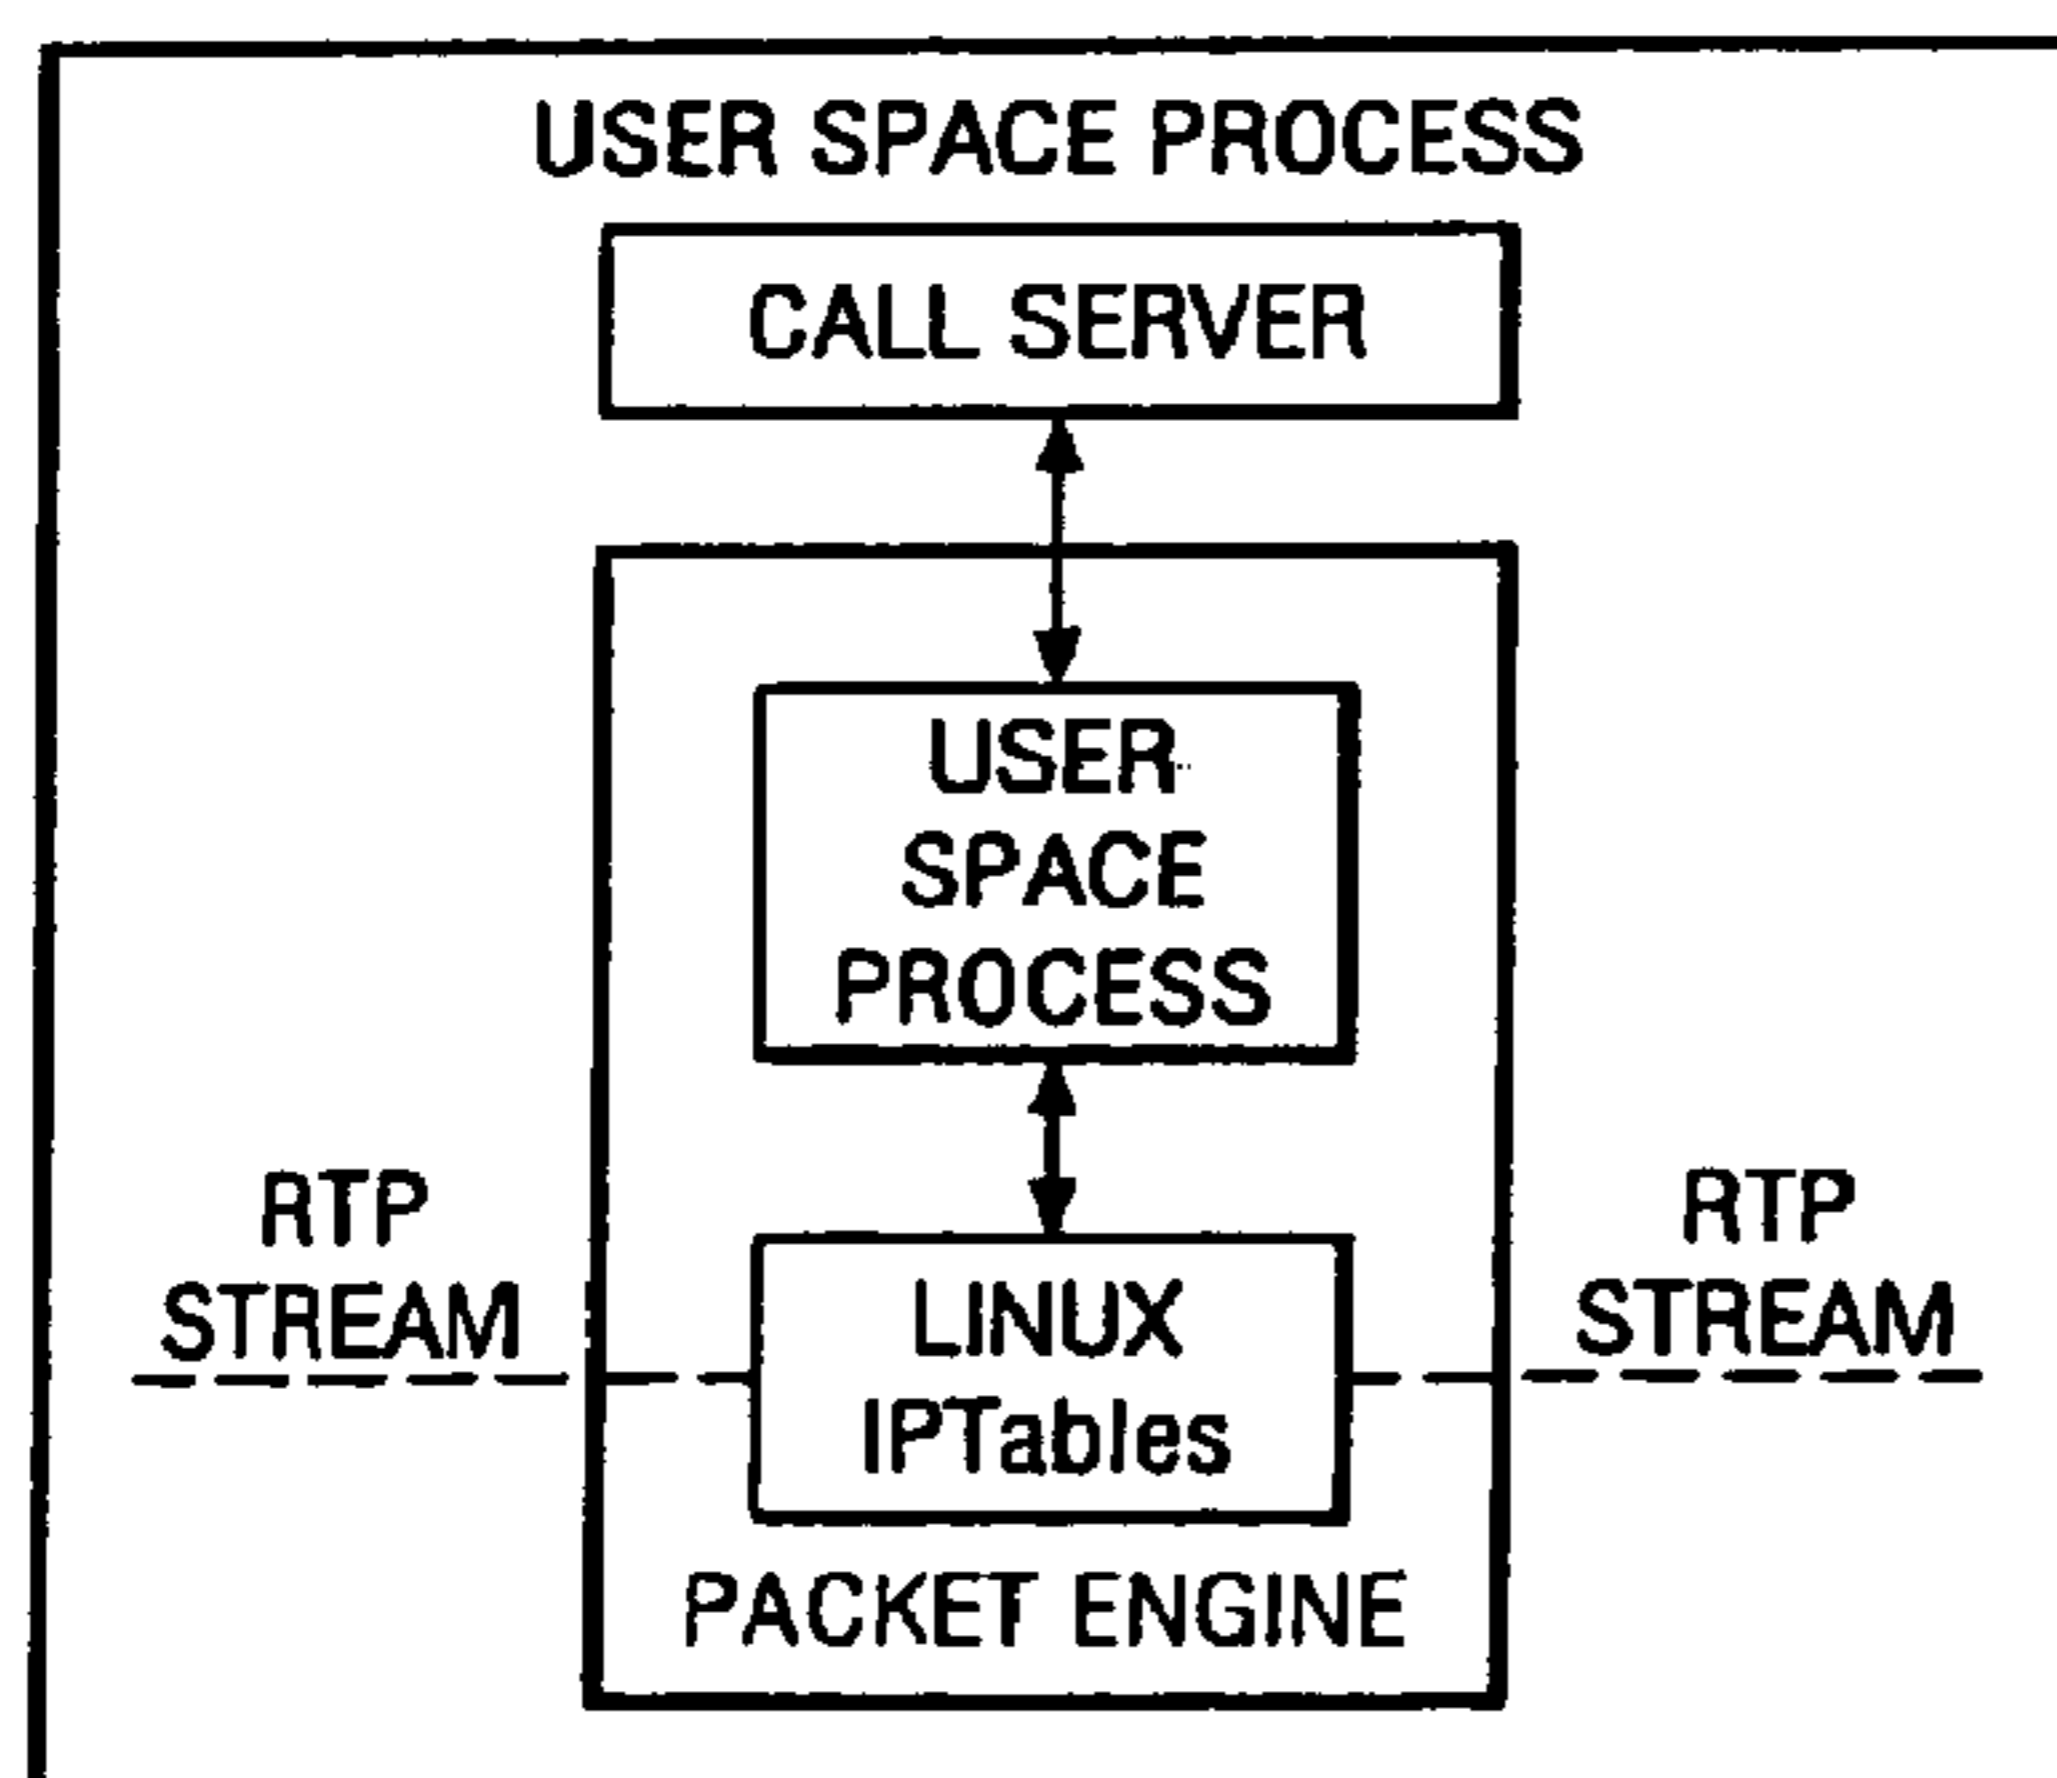 USER SPACE PROCESS
CALL SERVER
USER
SPACE
PROCESS
RTP
STREAM
LINUX
IPTables
RTP
STREAM
PACKET ENGINE